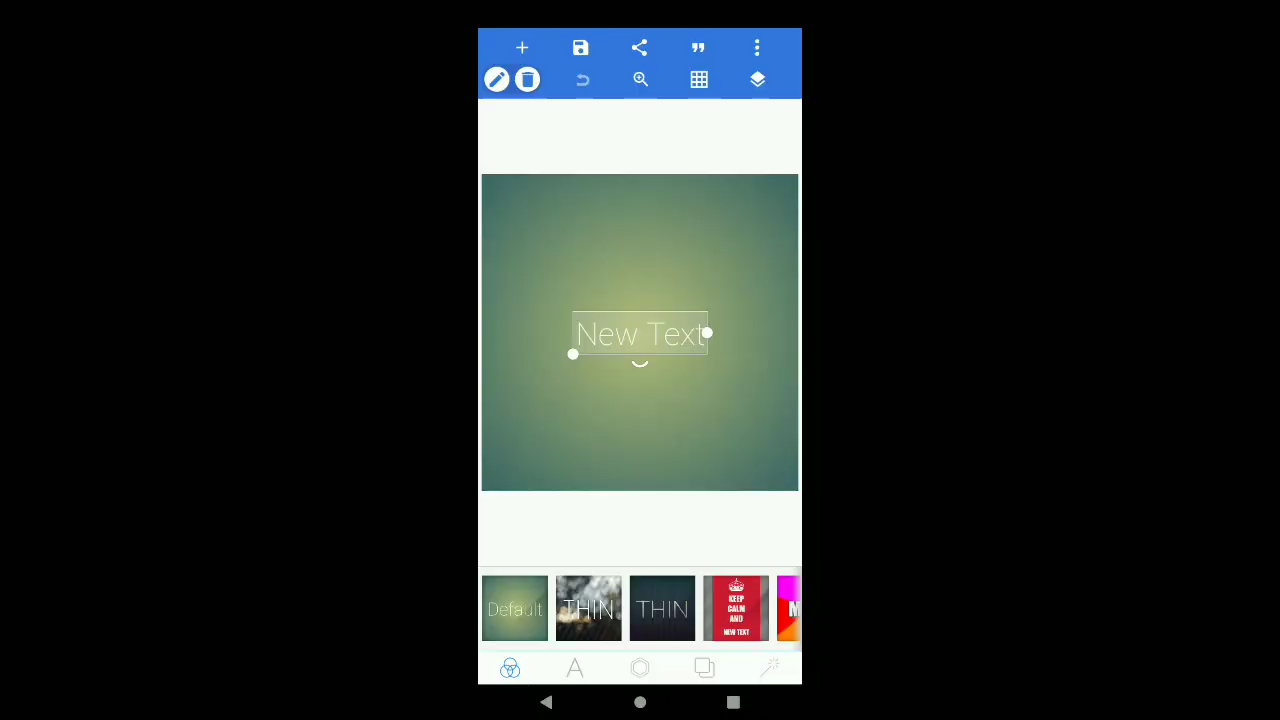 New Text
Default
THIN
THIN
KEEP
CALM
AND
NEW TEXT
M